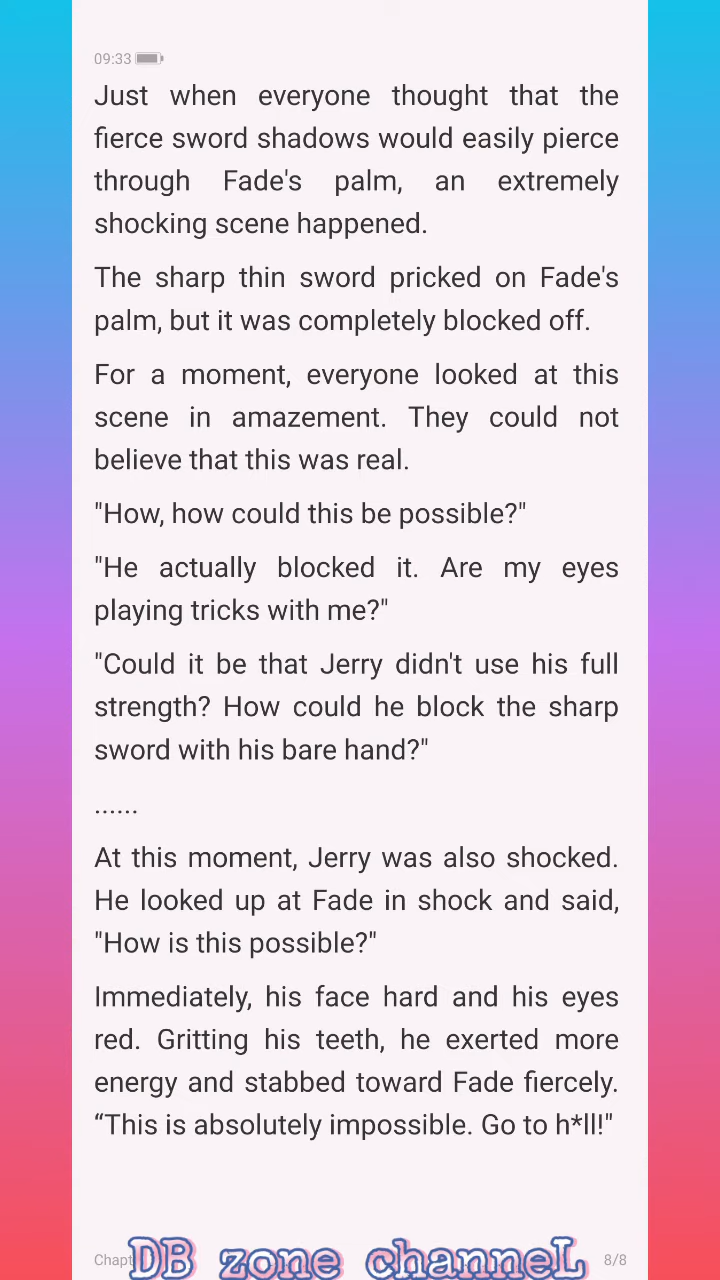 09:33
Just when everyone thought that the
fierce sword shadows would easily pierce
through Fade's palm, an extremely
shocking scene happened.
The sharp thin sword pricked on Fade's
palm, but it was completely blocked off.
For a moment, everyone looked at this
scene in amazement. They could not
believe that this was real.
"How, how could this be possible?"
"He actually blocked it. Are my eyes
playing tricks with me?"
"Could it be that Jerry didn't use his full
strength? How could he block the sharp
sword with his bare hand?"
......
At this moment, Jerry was also shocked.
He looked up at Fade in shock and said,
"How is this possible?"
Immediately, his face hard and his eyes
red. Gritting his teeth, he exerted more
energy and stabbed toward Fade fiercely.
“This is absolutely impossible. Go to h*ll!"
DB zone channeL 8/8